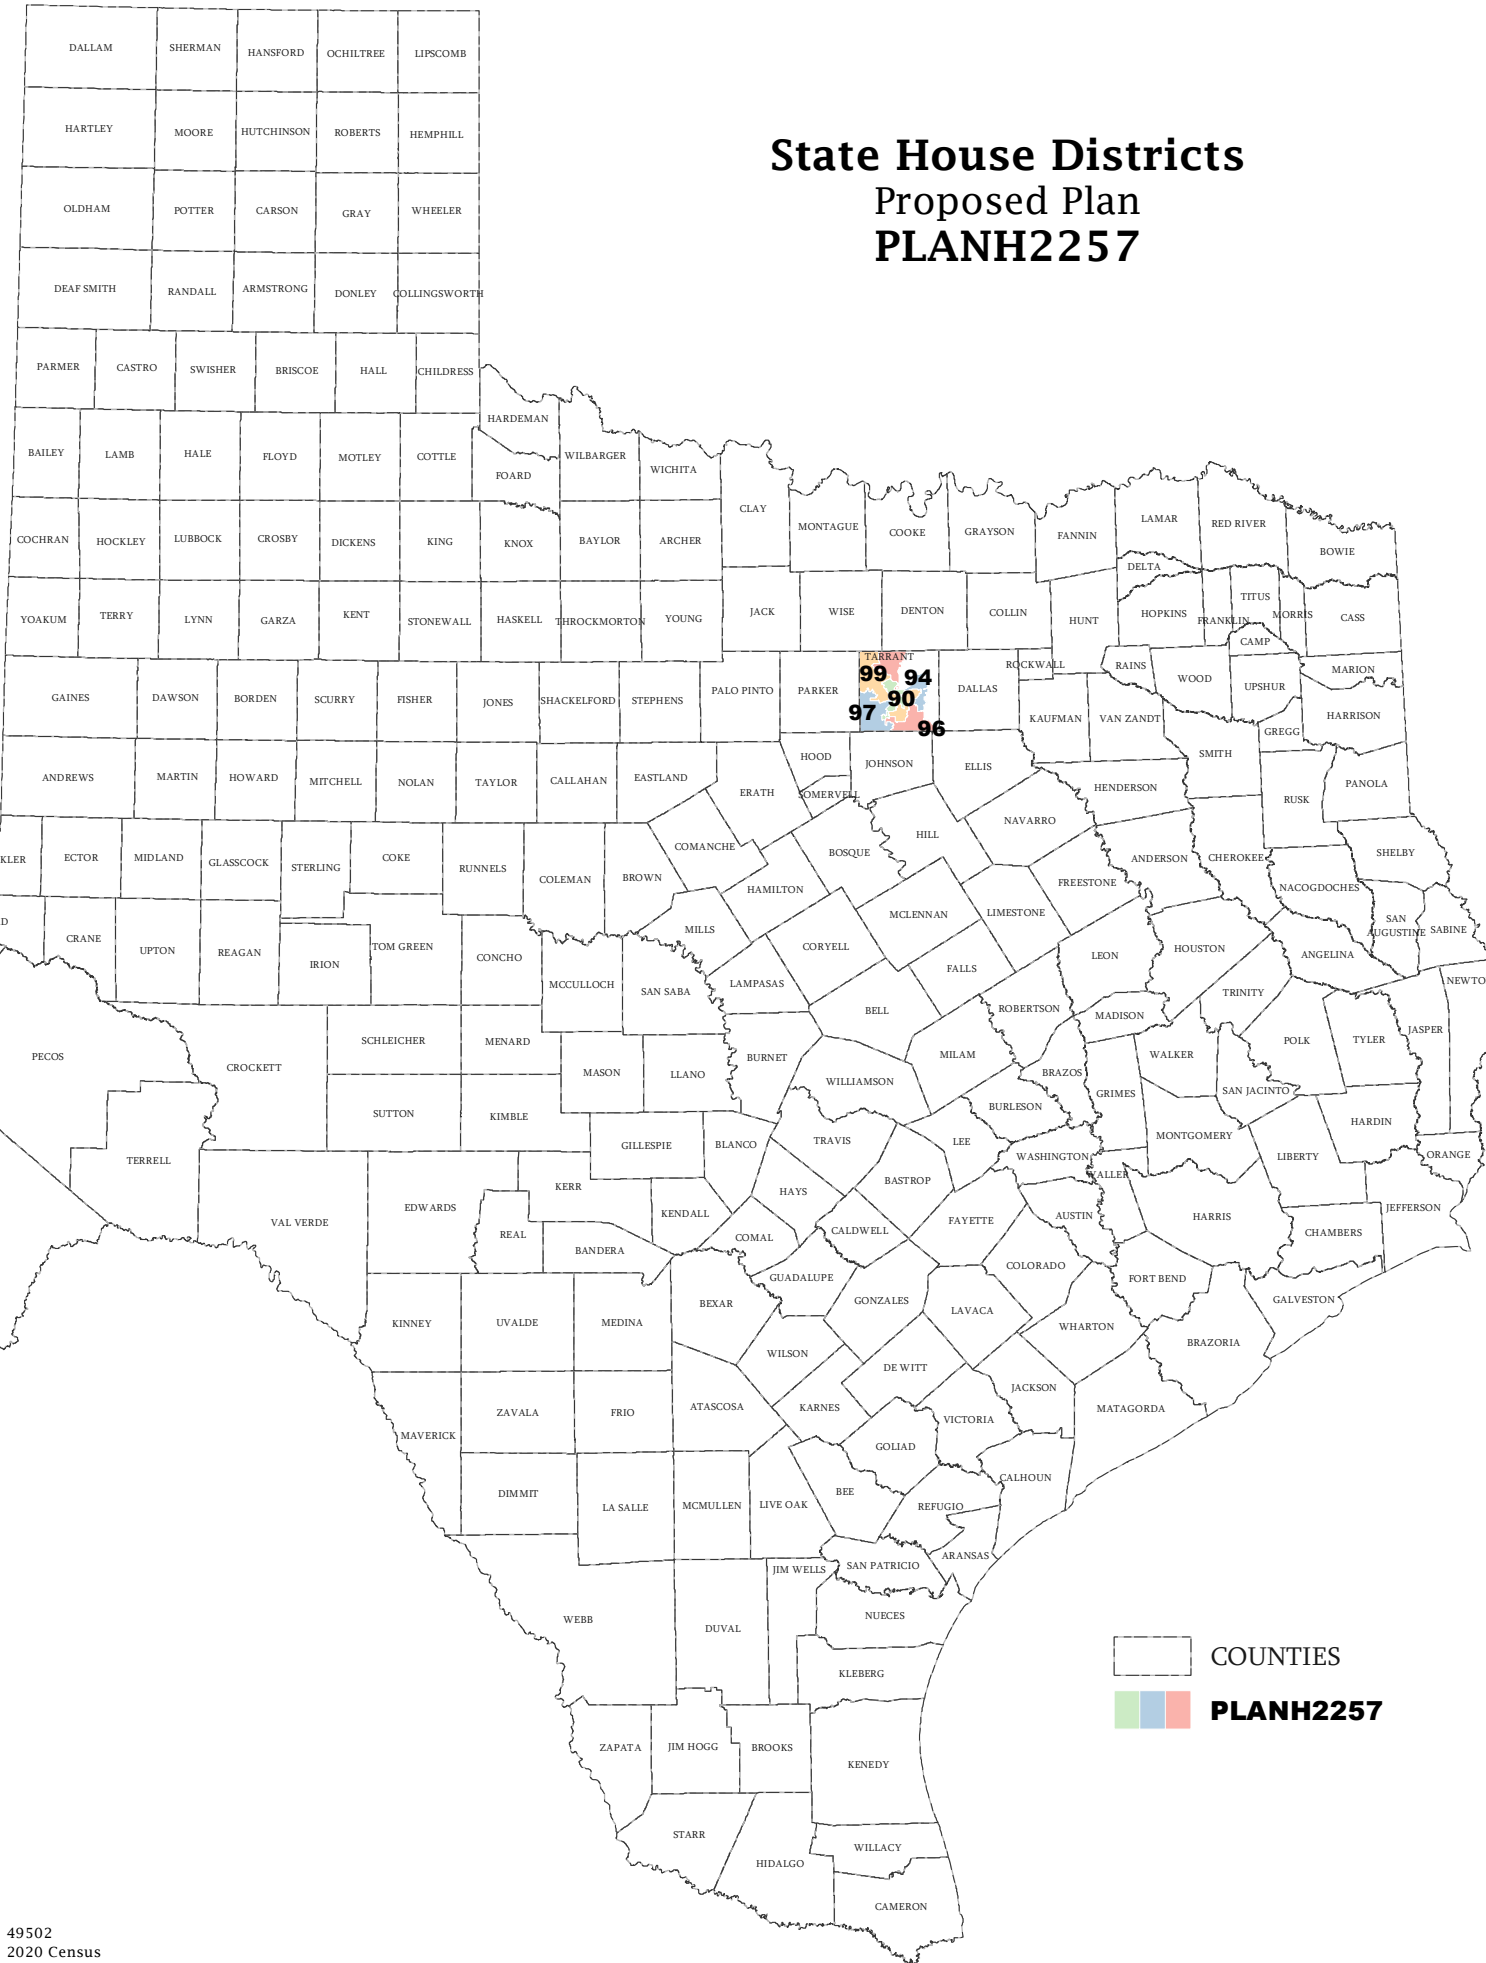 State House Districts
Proposed Plan
PLANH2257
DALLAM SHERMAN HANSFORD OCHILTREE LIPSCOMB
HARTLEY MOORE HUTCHINSON ROBERTS HEMPHILL
OLDHAM POTTER CARSON GRAY WHEELER
DEAF SMITH RANDALL ARMSTRONG DONLEY COLLINGSWORTH
PARMER CASTRO SWISHER BRISCOE HALL CHILDRESS
HARDEMAN
BAILEY LAMB HALE FLOYD MOTLEY COTTLE FOARD WILBARGER WICHITA
CLAY MONTAGUE COOKE GRAYSON FANNIN LAMAR RED RIVER BOWIE
COCHRAN HOCKLEY LUBBOCK CROSBY DICKENS KING KNOX BAYLOR ARCHER
DELTA TITUS
YOAKUM TERRY LYNN GARZA KENT STONEWALL HASKELL THROCKMORTON YOUNG JACK WISE DENTON COLLIN HUNT HOPKINS FRANKLIN MORRIS CASS
CAMP
TARRANT
99 94
90
97
96
ROCKWALL RAINS WOOD UPSHUR MARION
GAINES DAWSON BORDEN SCURRY FISHER JONES SHACKELFORD STEPHENS PALO PINTO PARKER DALLAS
KAUFMAN VAN ZANDT GREGG HARRISON
SMITH
ANDREWS MARTIN HOWARD MITCHELL NOLAN TAYLOR CALLAHAN EASTLAND HOOD JOHNSON ELLIS
ERATH SOMERVELL HENDERSON RUSK PANOLA
HILL NAVARRO
KLER ECTOR MIDLAND GLASSCOCK STERLING COKE RUNNELS COLEMAN BROWN COMANCHE BOSQUE ANDERSON CHEROKEE SHELBY
HAMILTON FREESTONE NACOGDOCHES
D CRANE UPTON REAGAN IRION TOM GREEN CONCHO MILLS MCLENNAN LIMESTONE
SAN
AUGUSTINE SABINE
CORYELL HOUSTON ANGELINA LEON
MCCULLOCH SAN SABA LAMPASAS FALLS NEWTO
BELL ROBERTSON MADISON TRINITY
PECOS CROCKETT SCHLEICHER MENARD MASON LLANO BURNET MILAM WALKER POLK TYLER JASPER
WILLIAMSON BRAZOS GRIMES SAN JACINTO
SUTTON KIMBLE BURLESON HARDIN
GILLESPIE BLANCO TRAVIS LEE MONTGOMERY
TERRELL WASHINGTON LIBERTY ORANGE
WALLER
VAL VERDE EDWARDS KERR KENDALL HAYS BASTROP
REAL BANDERA COMAL CALDWELL FAYETTE AUSTIN HARRIS CHAMBERS JEFFERSON
GUADALUPE COLORADO FORT BEND
KINNEY UVALDE MEDINA BEXAR GONZALES LAVACA WHARTON BRAZORIA GALVESTON
WILSON DE WITT JACKSON
MAVERICK ZAVALA FRIO ATASCOSA KARNES VICTORIA MATAGORDA
GOLIAD CALHOUN
DIMMIT LA SALLE MCMULLEN LIVE OAK BEE REFUGIO
ARANSAS
JIM WELLS SAN PATRICIO
WEBB DUVAL NUECES
KLEBERG
ZAPATA JIM HOGG BROOKS KENEDY
STARR HIDALGO WILLACY
CAMERON
COUNTIES
PLANH2257
49502
2020 Census